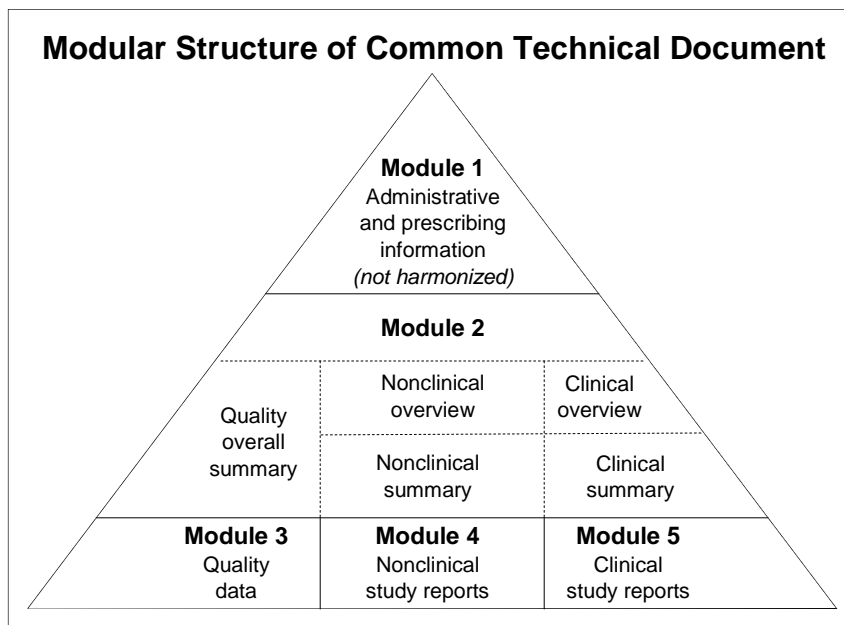 Modular Structure of Common Technical Document
Module 1
Administrative
and prescribing
information
(not harmonized)
Module 2
Quality
overall
summary
Nonclinical
overview
Clinical
overview
Nonclinical
summary
Clinical
summary
Module 3
Quality
data
Module 4
Nonclinical
study reports
Module 5
Clinical
study reports